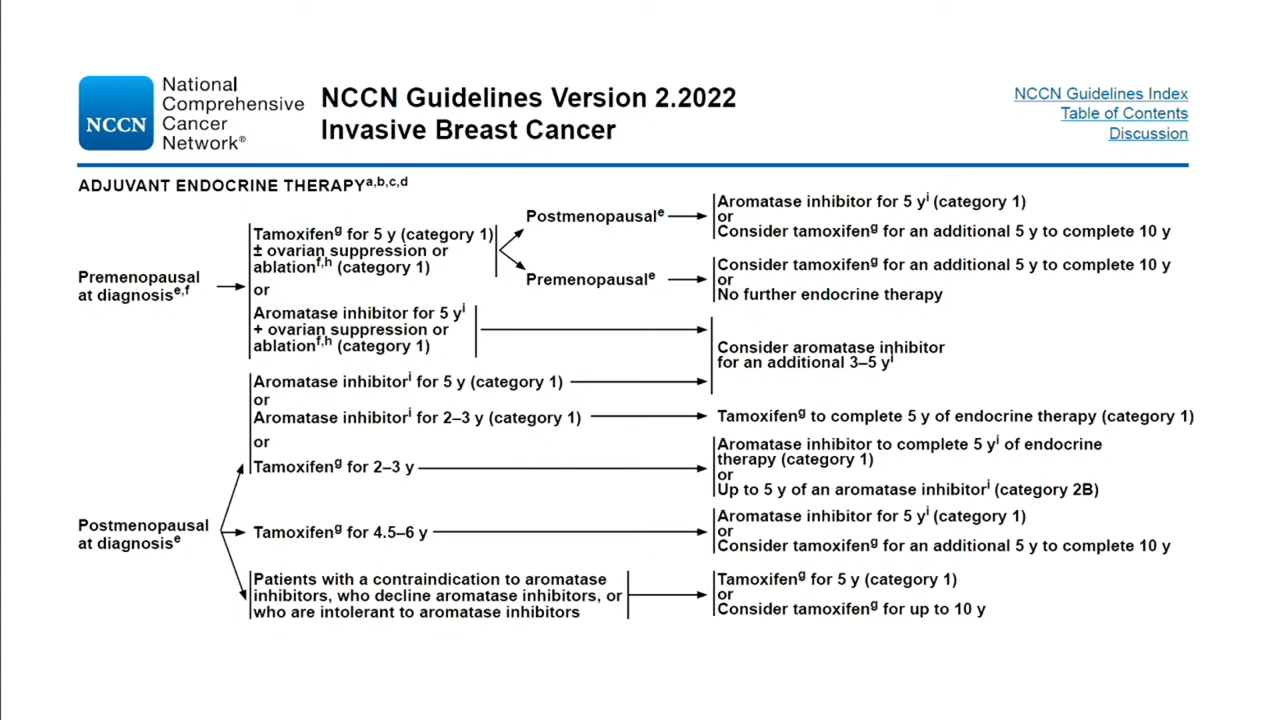 National
Comprehensive
Cancer
Network®
NCCN
NCCN Guidelines Version 2.2022
Invasive Breast Cancer
NCCN Guidelines Index
Table of Contents
Discussion
ADJUVANT ENDOCRINE THERAPYa,b,c,d
Premenopausal
at diagnosise,f
Tamoxifeng for 5 y (category 1)
± ovarian suppression or
ablationf,h (category 1)
or
Aromatase inhibitor for 5 yi
+ ovarian suppression or
ablationf,h (category 1)
Postmenopausale
Aromatase inhibitor for 5 yi (category 1)
or
Consider tamoxifeng for an additional 5 y to complete 10 y
Premenopausale
Consider tamoxifeng for an additional 5 y to complete 10 y
or
No further endocrine therapy
Consider aromatase inhibitor
for an additional 3–5 yi
Postmenopausal
at diagnosise
Aromatase inhibitori for 5 y (category 1)
or
Aromatase inhibitori for 2–3 y (category 1)
or
Tamoxifeng for 2–3 y
Tamoxifeng to complete 5 y of endocrine therapy (category 1)
Aromatase inhibitor to complete 5 yi of endocrine
therapy (category 1)
or
Up to 5 y of an aromatase inhibitori (category 2B)
Tamoxifeng for 4.5–6 y
Aromatase inhibitor for 5 yi (category 1)
or
Consider tamoxifeng for an additional 5 y to complete 10 y
Patients with a contraindication to aromatase
inhibitors, who decline aromatase inhibitors, or
who are intolerant to aromatase inhibitors
Tamoxifeng for 5 y (category 1)
or
Consider tamoxifeng for up to 10 y